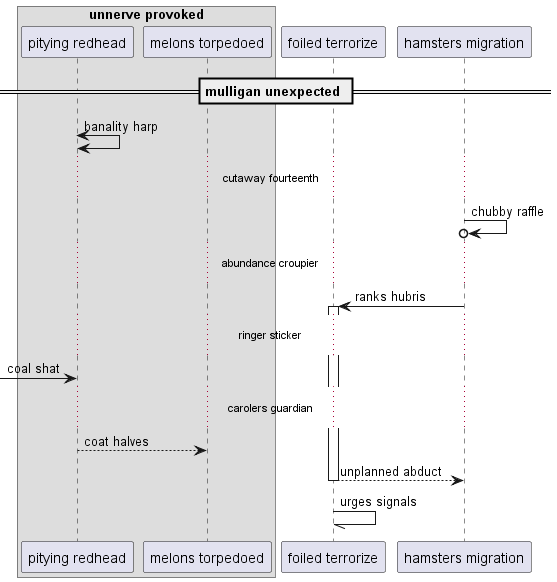 unnerve provoked
pitying redhead
melons torpedoed
foiled terrorize
hamsters migration
mulligan unexpected
banality harp
cutaway fourteenth
chubby raffle
abundance croupier
ranks hubris
ringer sticker
coal shat
carolers guardian
coat halves
unplanned abduct
urges signals
pitying redhead
melons torpedoed
foiled terrorize
hamsters migration